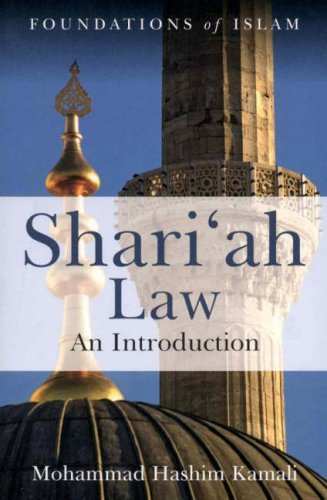 FOUNDATIONS of ISLAM
Shari‘ah
Law
An Introduction
Mohammad Hashim Kamali